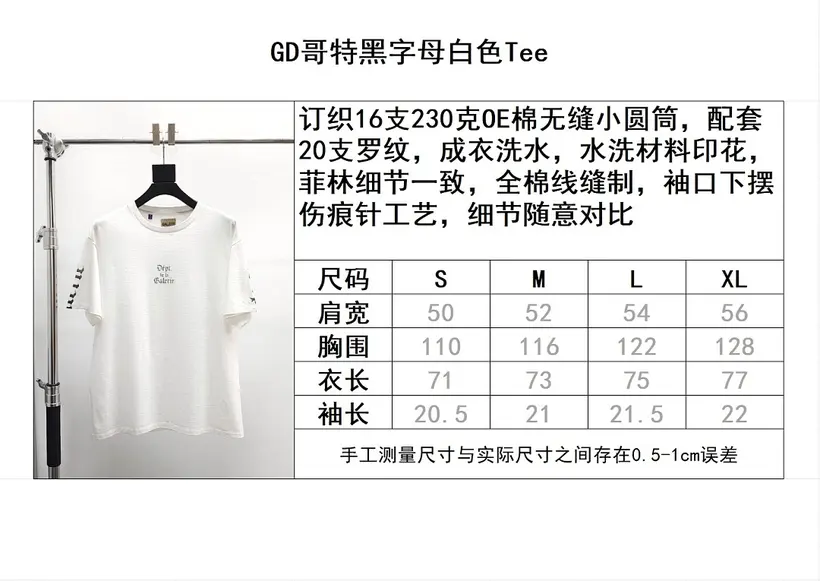 GD哥特黑字母白色Tee
订织16支230克OE棉无缝小圆筒，配套
20支罗纹，成衣洗水，水洗材料印花，
菲林细节一致，全棉线缝制，袖口下摆
伤痕针工艺，细节随意对比
尺码 S M L XL
肩宽 50 52 54 56
胸围 110 116 122 128
衣长 71 73 75 77
袖长 20.5 21 21.5 22
手工测量尺寸与实际尺寸之间存在0.5-1cm误差
Dept.
de la
Galerie